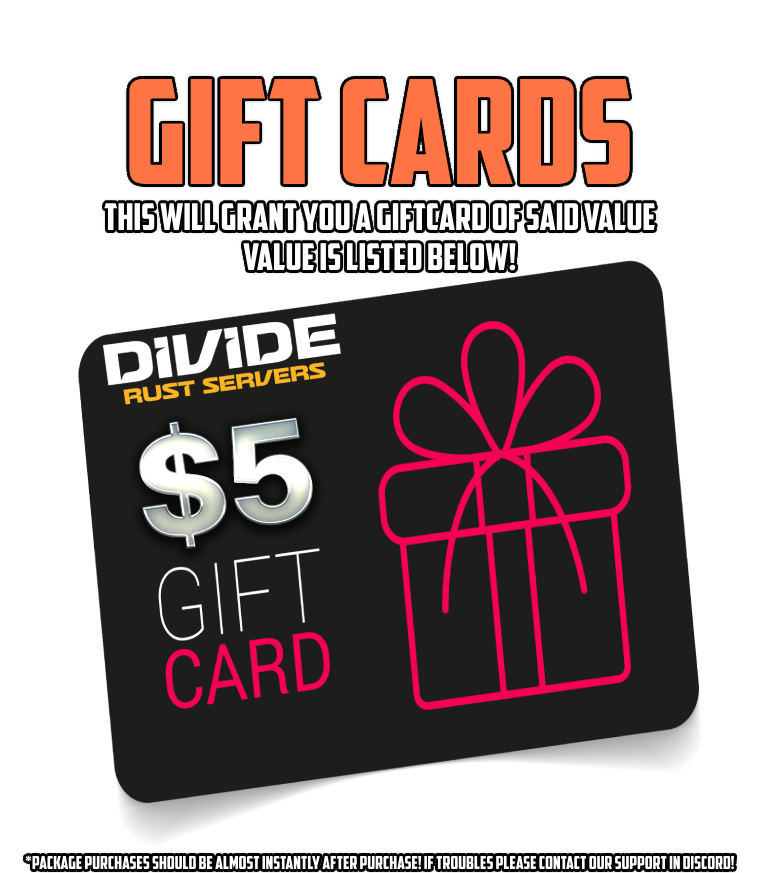 GIFT CARDS
THIS WILL GRANT YOU A GIFTCARD OF SAID VALUE
VALUE IS LISTED BELOW!
DIVIDE
RUST SERVERS
$5
GIFT
CARD
*PACKAGE PURCHASES SHOULD BE ALMOST INSTANTLY AFTER PURCHASE! IF TROUBLES PLEASE CONTACT OUR SUPPORT IN DISCORD!